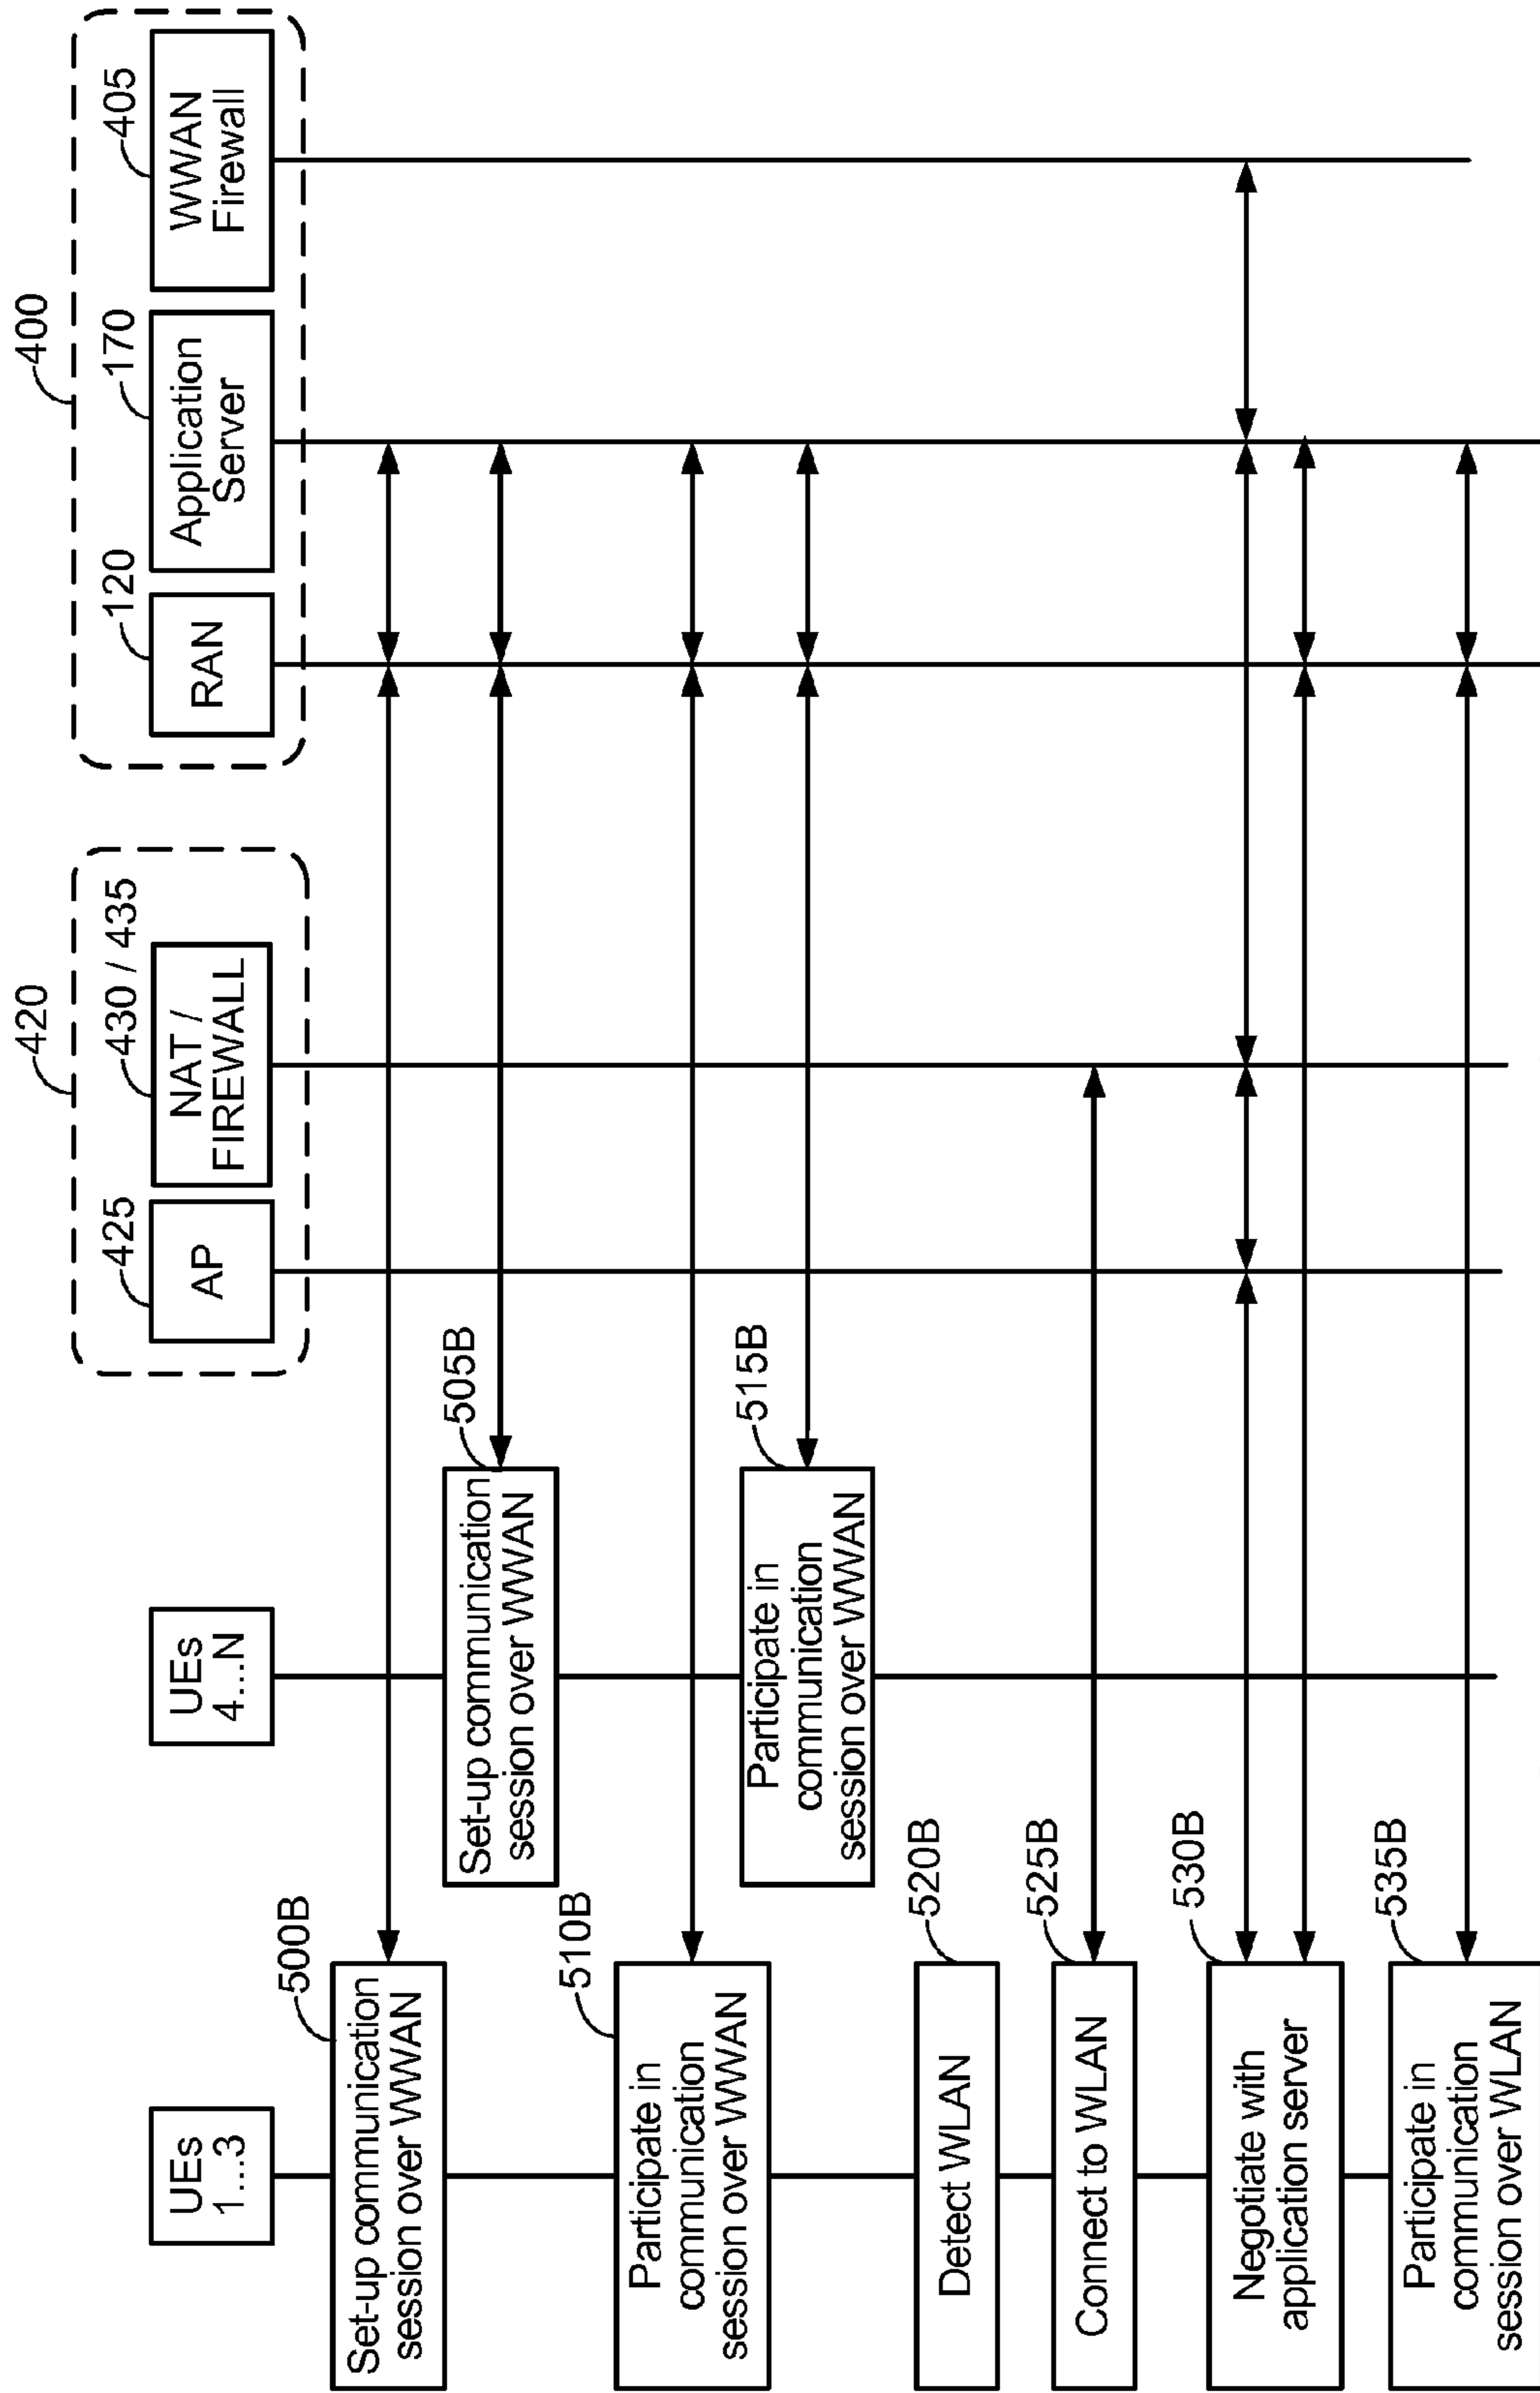 420
400
425
430 / 435
120
170
405
UEs
1...3
UEs
4...N
AP
NAT /
FIREWALL
RAN
Application
Server
WWAN
Firewall
500B
Set-up communication
session over WWAN
505B
Set-up communication
session over WWAN
510B
Participate in
communication
session over WWAN
515B
Participate in
communication
session over WWAN
520B
Detect WLAN
525B
Connect to WLAN
530B
Negotiate with
application server
535B
Participate in
communication
session over WLAN